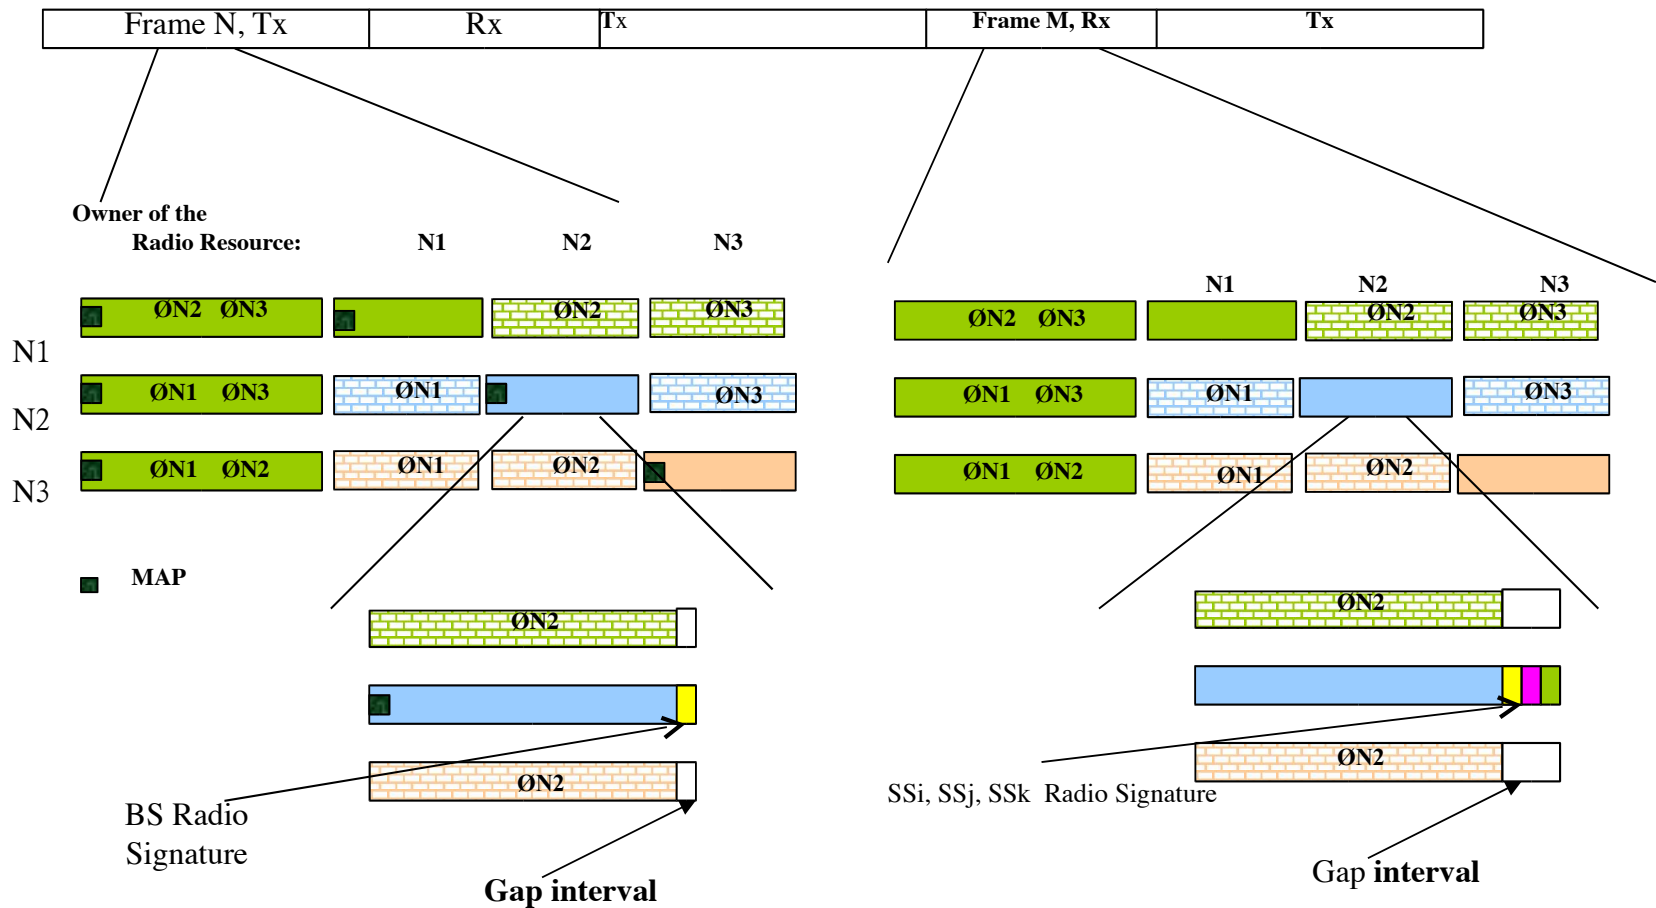 Frame N, Tx Rx Tx Frame M, Rx Tx
Owner of the
Radio Resource: N1 N2 N3
N1 N2 N3
ØN2 ØN3 ØN2 ØN3
ØN2 ØN3 ØN2 ØN3
N1
ØN1 ØN3 ØN1 ØN3
ØN1 ØN3 ØN1 ØN3
N2
ØN1 ØN2 ØN1 ØN2
ØN1 ØN2 ØN1 ØN2
N3
MAP
ØN2
ØN2
ØN2
ØN2
BS Radio
Signature
SSi, SSj, SSk Radio Signature
Gap interval
Gap interval